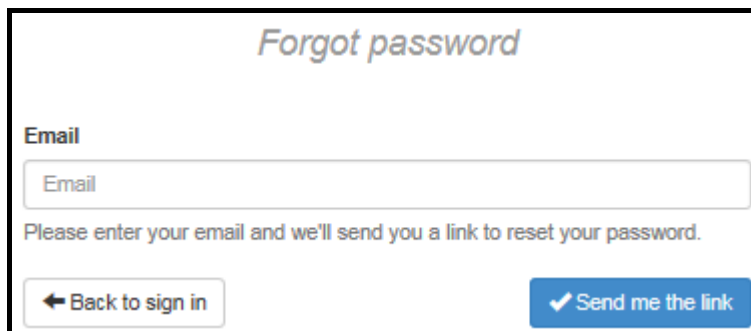 Forgot password
Email
Email
Please enter your email and we'll send you a link to reset your password.
Back to sign in
Send me the link